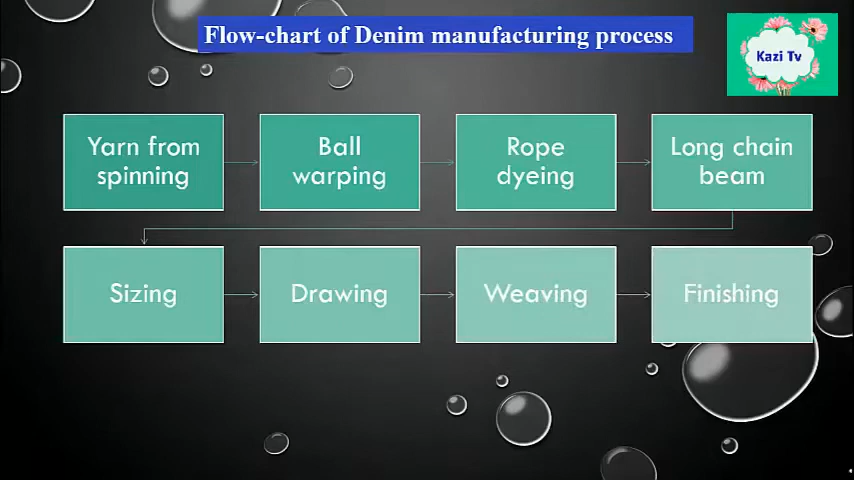 Flow-chart of Denim manufacturing process
Kazi Tv
Yarn from
spinning
Ball
warping
Rope
dyeing
Long chain
beam
Sizing
Drawing
Weaving
Finishing